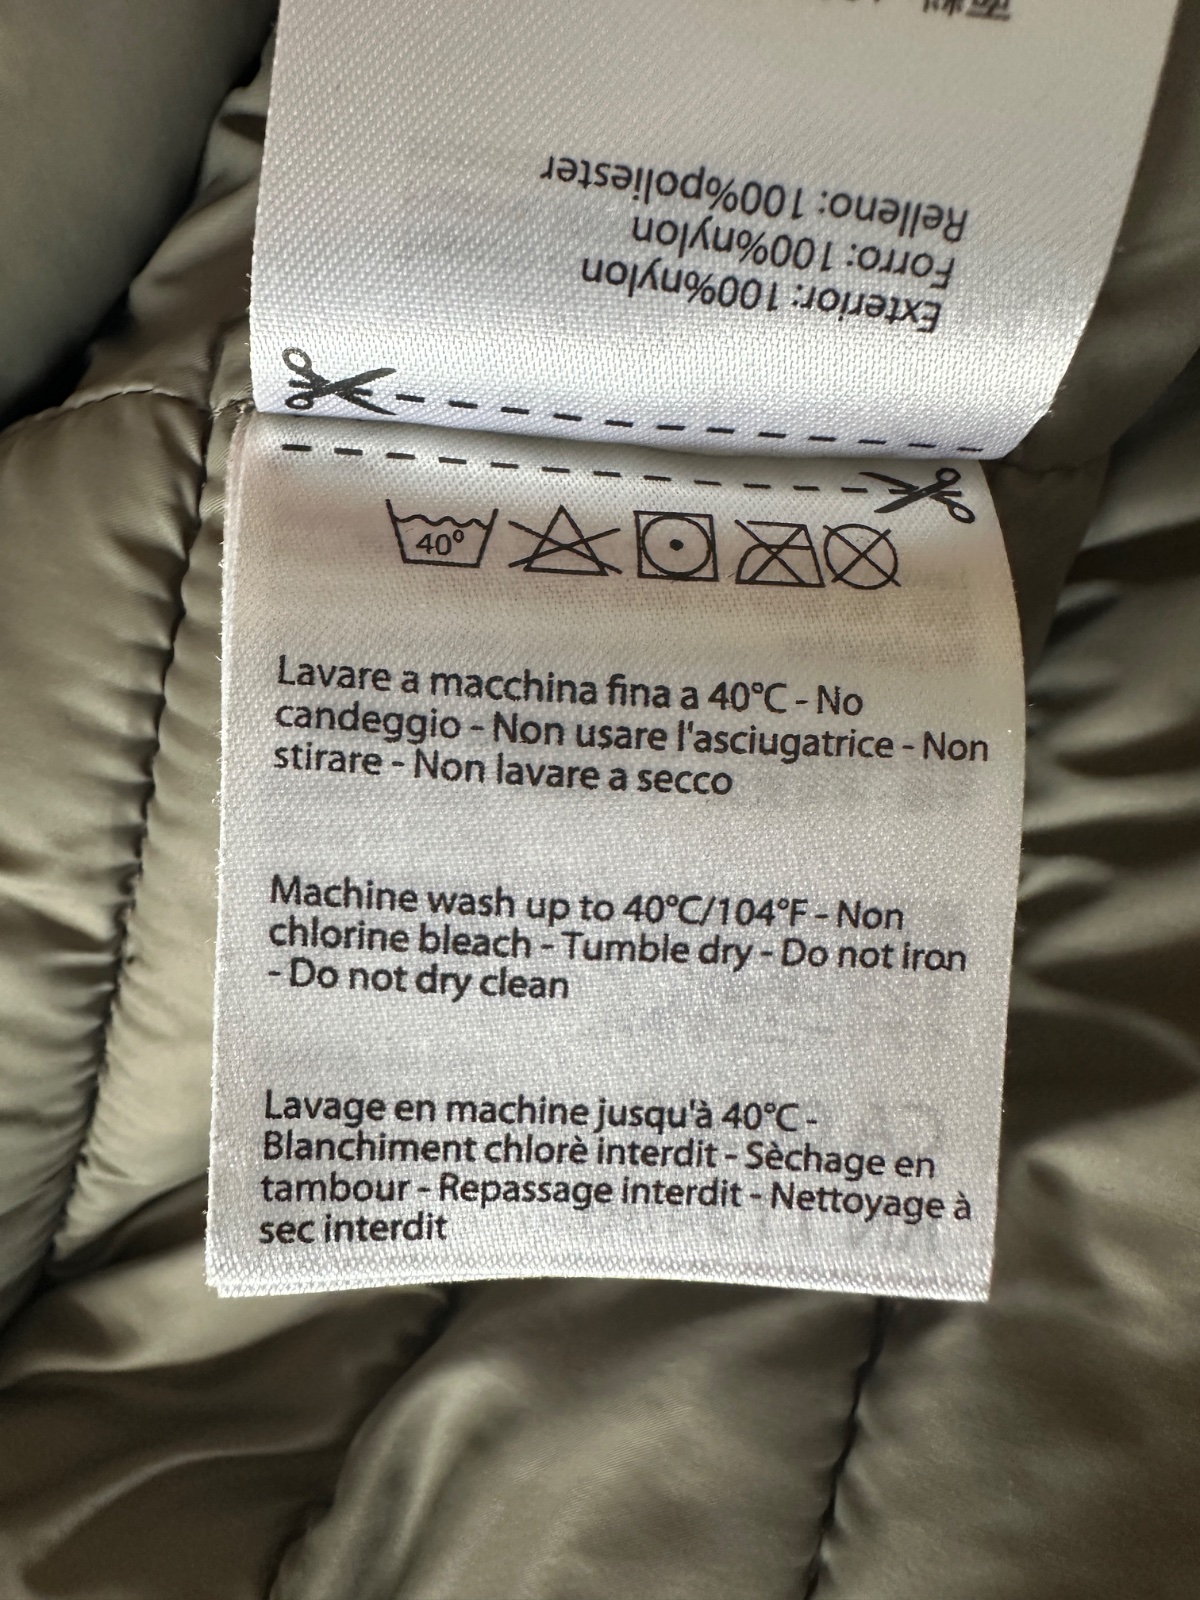 Exterior: 100%nylon
Forro: 100%nylon
Relleno: 100%poliester
40°
Lavare a macchina fina a 40°C - No
candeggio - Non usare l'asciugatrice - Non
stirare - Non lavare a secco
Machine wash up to 40°C/104°F - Non
chlorine bleach - Tumble dry - Do not iron
- Do not dry clean
Lavage en machine jusqu'à 40°C -
Blanchiment chlorè interdit - Sèchage en
tambour - Repassage interdit - Nettoyage à
sec interdit